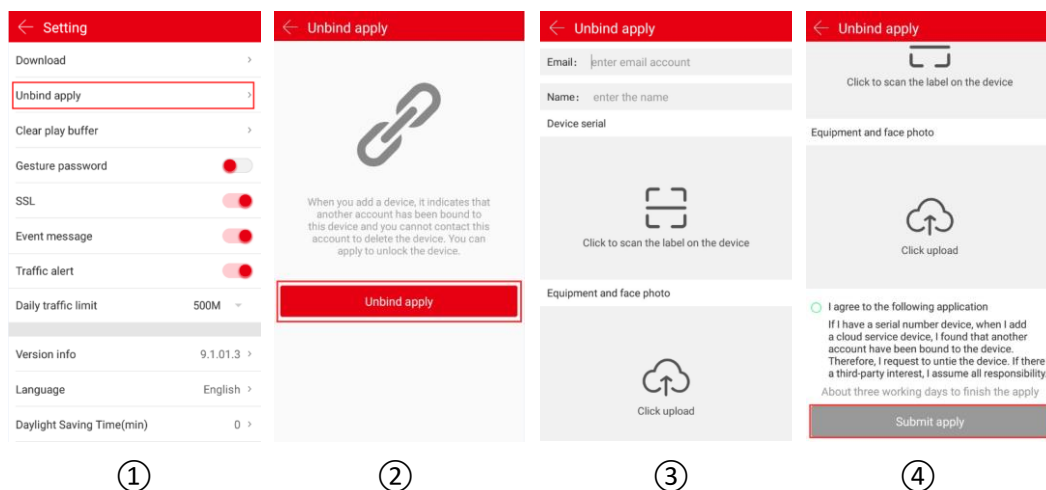 Setting
Download
Unbind apply
Clear play buffer
Gesture password
SSL
Event message
Traffic alert
Daily traffic limit 500M
Version info 9.1.01.3
Language English
Daylight Saving Time(min) 0
①
Unbind apply
When you add a device, it indicates that
another account has been bound to
this device and you cannot contact this
account to delete the device. You can
apply to unlock the device.
Unbind apply
②
Unbind apply
Email: enter email account
Name: enter the name
Device serial
Click to scan the label on the device
Equipment and face photo
Click upload
③
Unbind apply
Click to scan the label on the device
Equipment and face photo
Click upload
I agree to the following application
If I have a serial number device, when I add
a cloud service device, I found that another
account have been bound to the device.
Therefore, I request to untie the device. If there
a third-party interest, I assume all responsibility.
About three working days to finish the apply
Submit apply
④